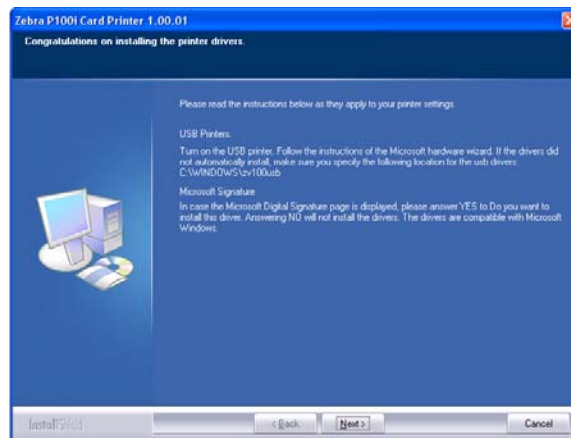 Zebra P100i Card Printer 1.00.01
Congratulations on installing the printer drivers.
Please read the instructions below as they apply to your printer settings.
USB Printers.
Turn on the USB printer. Follow the instructions of the Microsoft hardware wizard. If the drivers did
not automatically install, make sure you specify the following location for the usb drivers:
C:\WINDOWS\zv100usb
Microsoft Signature
In case the Microsoft Digital Signature page is displayed, please answer YES to Do you want to
install this driver. Answering NO will not install the drivers. The drivers are compatible with Microsoft
Windows.
InstallShield
< Back
Next >
Cancel